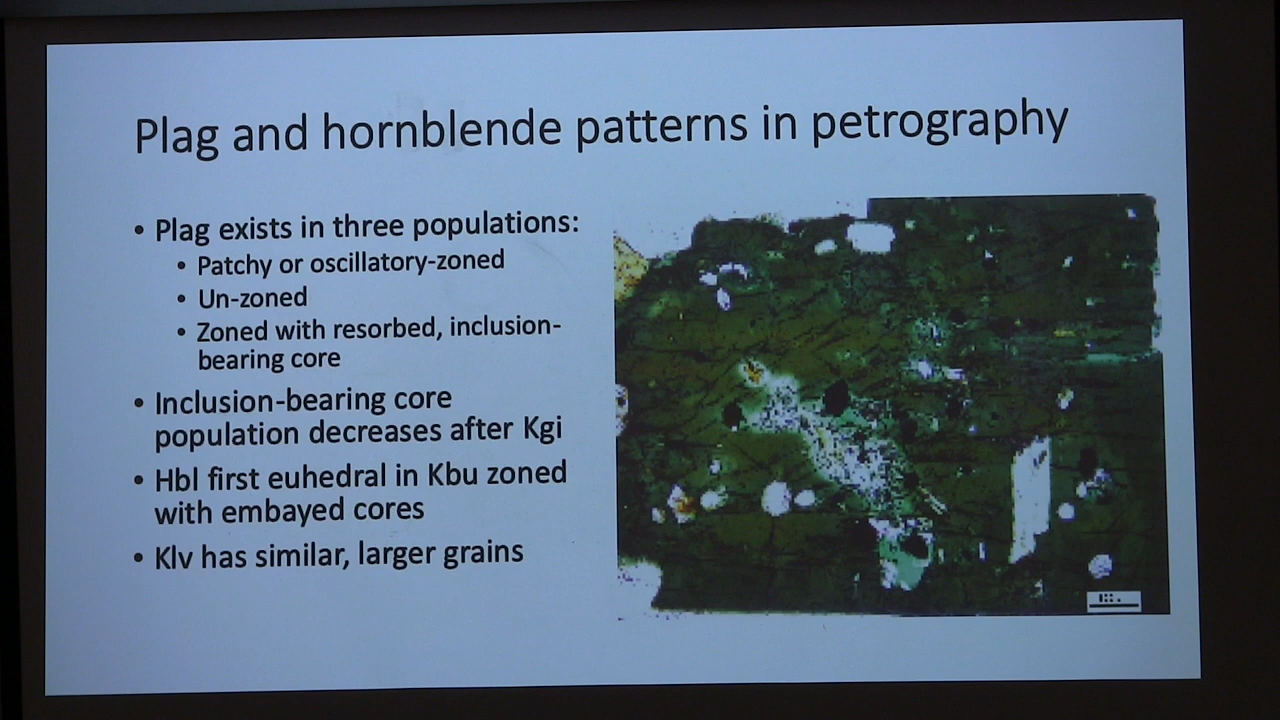 Plag and hornblende patterns in petrography
• Plag exists in three populations:
• Patchy or oscillatory-zoned
• Un-zoned
• Zoned with resorbed, inclusion-
bearing core
• Inclusion-bearing core
population decreases after Kgi
• Hbl first euhedral in Kbu zoned
with embayed cores
• Klv has similar, larger grains